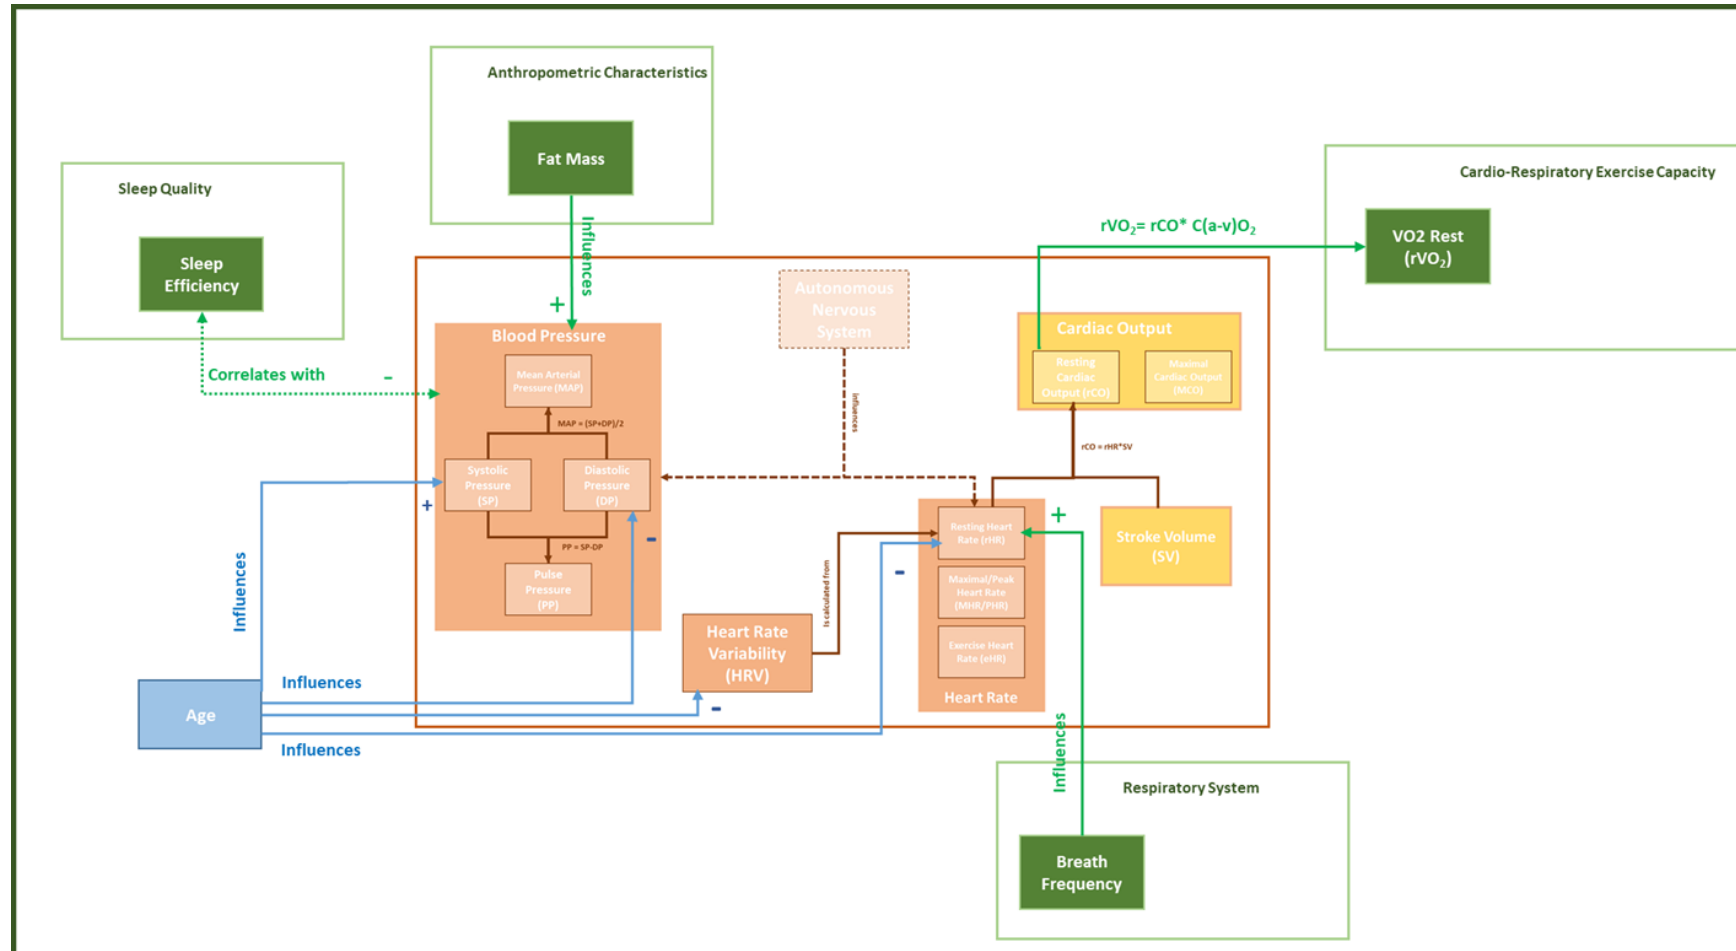 Anthropometric Characteristics
Fat Mass
Influences
+
Sleep Quality
Sleep
Efficiency
Correlates with
-
Cardio-Respiratory Exercise Capacity
VO2 Rest
(rVO₂)
rVO₂= rCO* C(a-v)O₂
Autonomous
Nervous
System
influences
Blood Pressure
Mean Arterial
Pressure (MAP)
MAP = (SP+DP)/2
Systolic
Pressure
(SP)
Diastolic
Pressure
(DP)
PP = SP-DP
Pulse
Pressure
(PP)
+
-
Cardiac Output
Resting
Cardiac
Output (rCO)
Maximal
Cardiac Output
(MCO)
rCO = rHR*SV
Stroke Volume
(SV)
Resting Heart
Rate (rHR)
Maximal/Peak
Heart Rate
(MHR/PHR)
Exercise Heart
Rate (eHR)
Heart Rate
+
-
Is calculated from
Heart Rate
Variability
(HRV)
-
Influences
Age
Influences
Influences
Influences
Respiratory System
Breath
Frequency